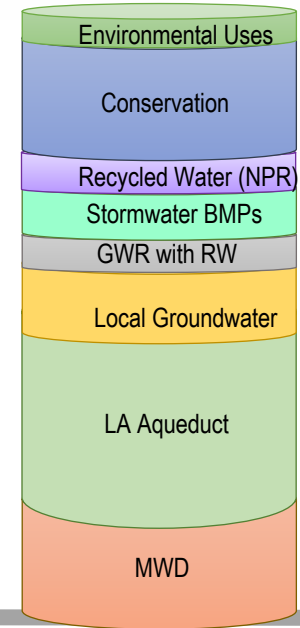 Environmental Uses
Conservation
Recycled Water (NPR)
Stormwater BMPs
GWR with RW
Local Groundwater
LA Aqueduct
MWD